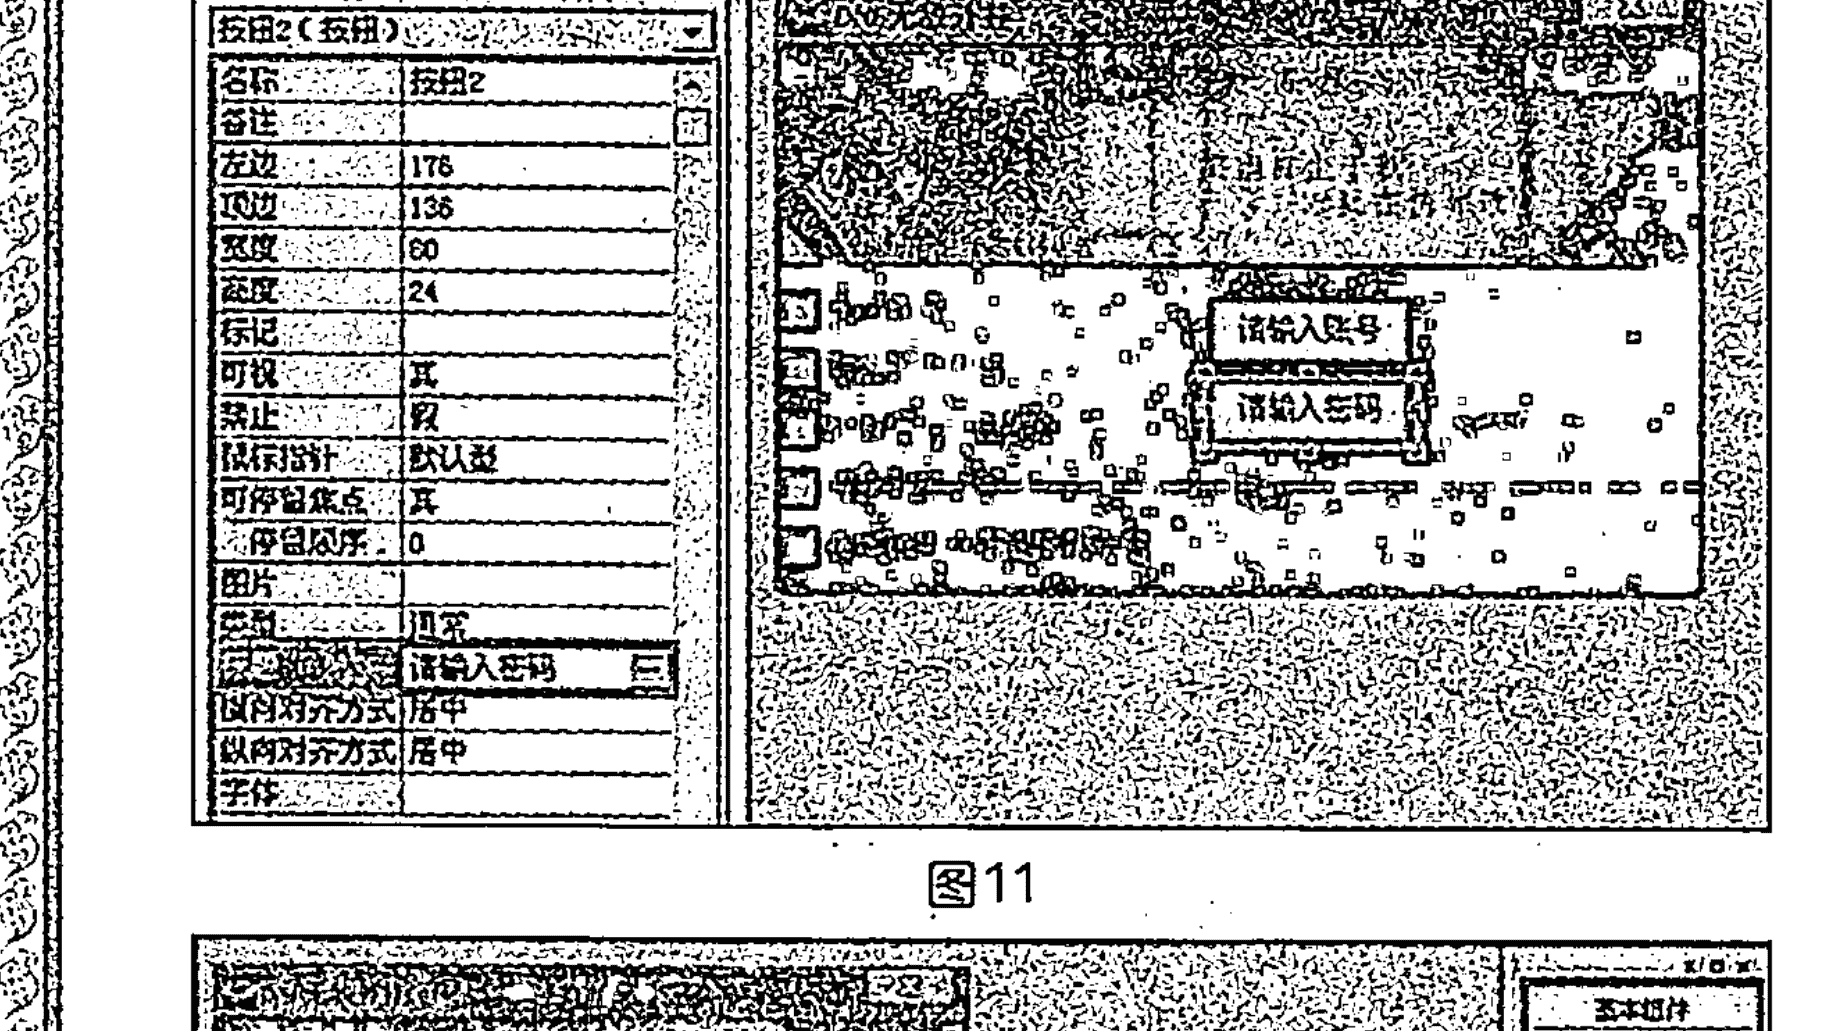 按钮2(按钮)
名称 按钮2
备注
左边 176
顶边 136
宽度 60
高度 24
标记
可视 真
禁止 假
鼠标指针 默认型
可停留焦点 真
停留顺序 0
图片
类型 通常
请输入密码
横向对齐方式 居中
纵向对齐方式 居中
字体
请输入账号
请输入密码
图11
基本组件